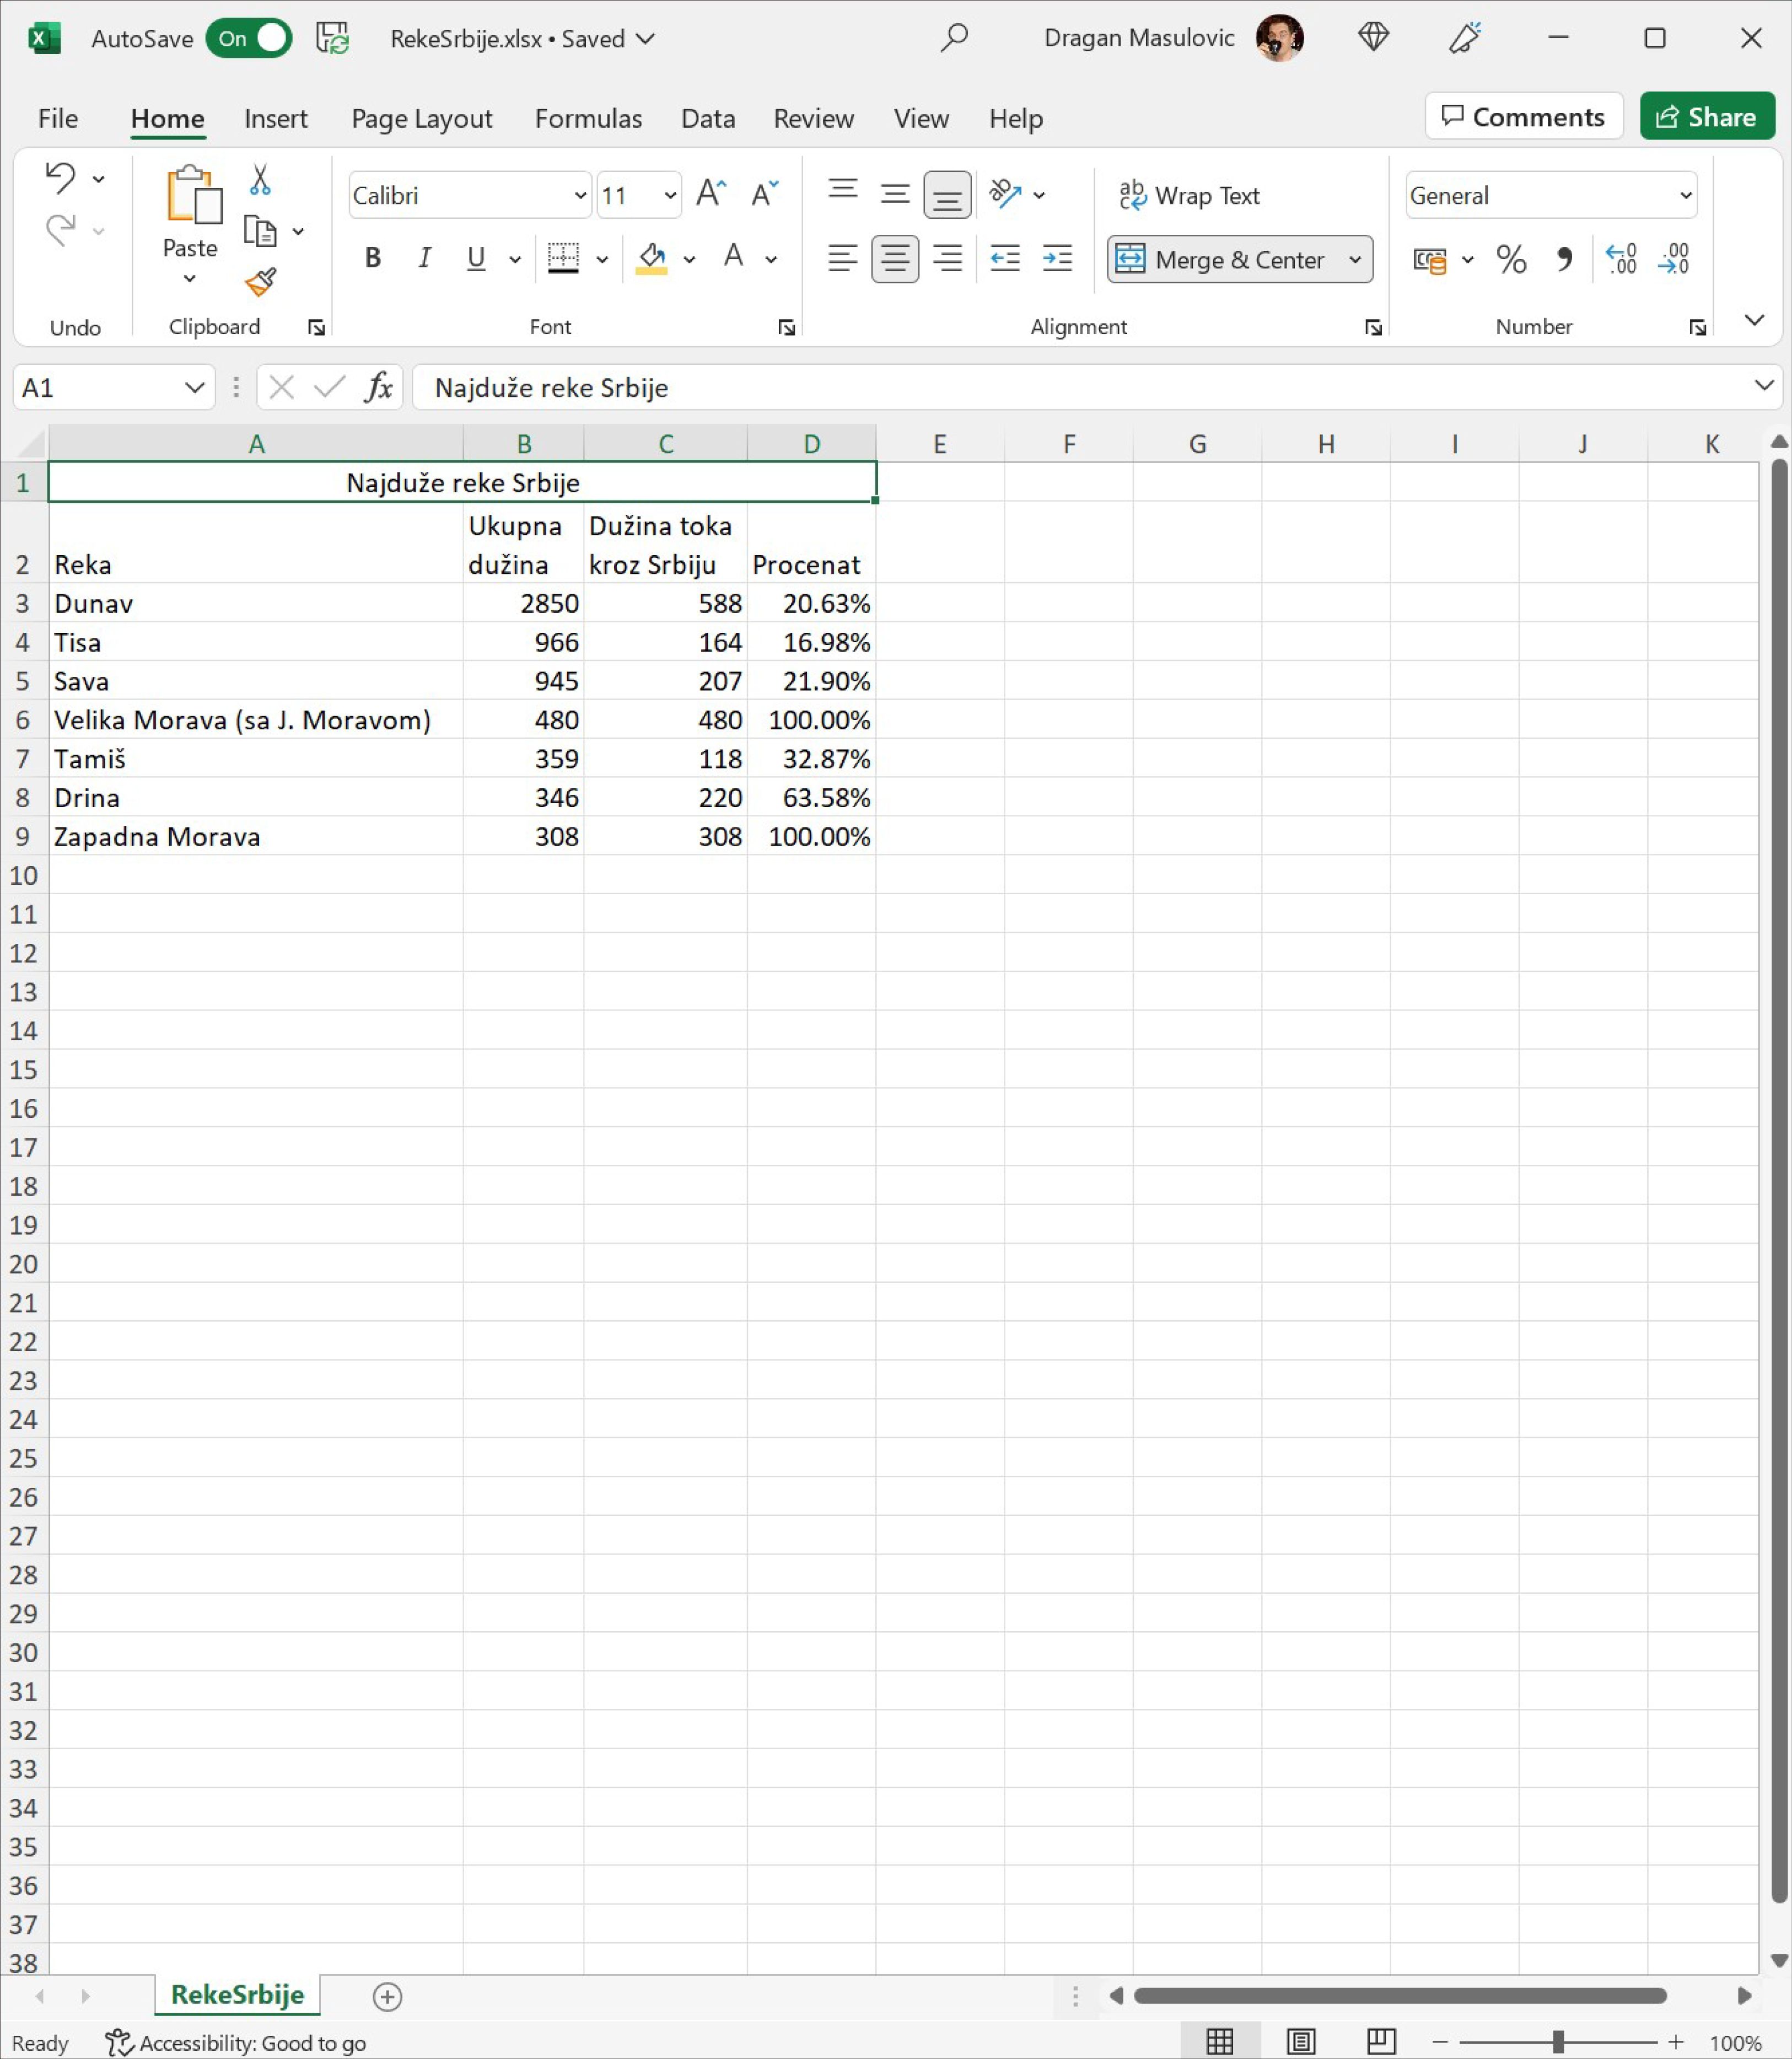 AutoSave On RekeSrbije.xlsx • Saved Dragan Masulovic
File Home Insert Page Layout Formulas Data Review View Help Comments Share
Calibri 11 ab Wrap Text General
Paste B I U A Merge & Center % 9 .00 .00
Undo Clipboard Font Alignment Number
A1 fx Najduže reke Srbije
A B C D E F G H I J K
1 Najduže reke Srbije
Ukupna Dužina toka
2 Reka dužina kroz Srbiju Procenat
3 Dunav 2850 588 20.63%
4 Tisa 966 164 16.98%
5 Sava 945 207 21.90%
6 Velika Morava (sa J. Moravom) 480 480 100.00%
7 Tamiš 359 118 32.87%
8 Drina 346 220 63.58%
9 Zapadna Morava 308 308 100.00%
10
11
12
13
14
15
16
17
18
19
20
21
22
23
24
25
26
27
28
29
30
31
32
33
34
35
36
37
38
RekeSrbije
Ready Accessibility: Good to go 100%